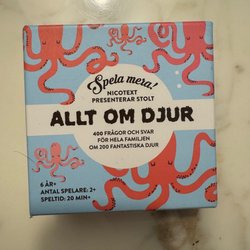 Spela mera!
NICOTEXT
PRESENTERAR STOLT
ALLT OM DJUR
400 FRÅGOR OCH SVAR
FÖR HELA FAMILJEN
OM 200 FANTASTISKA DJUR
6 ÅR+
ANTAL SPELARE: 2+
SPELTID: 20 MIN+